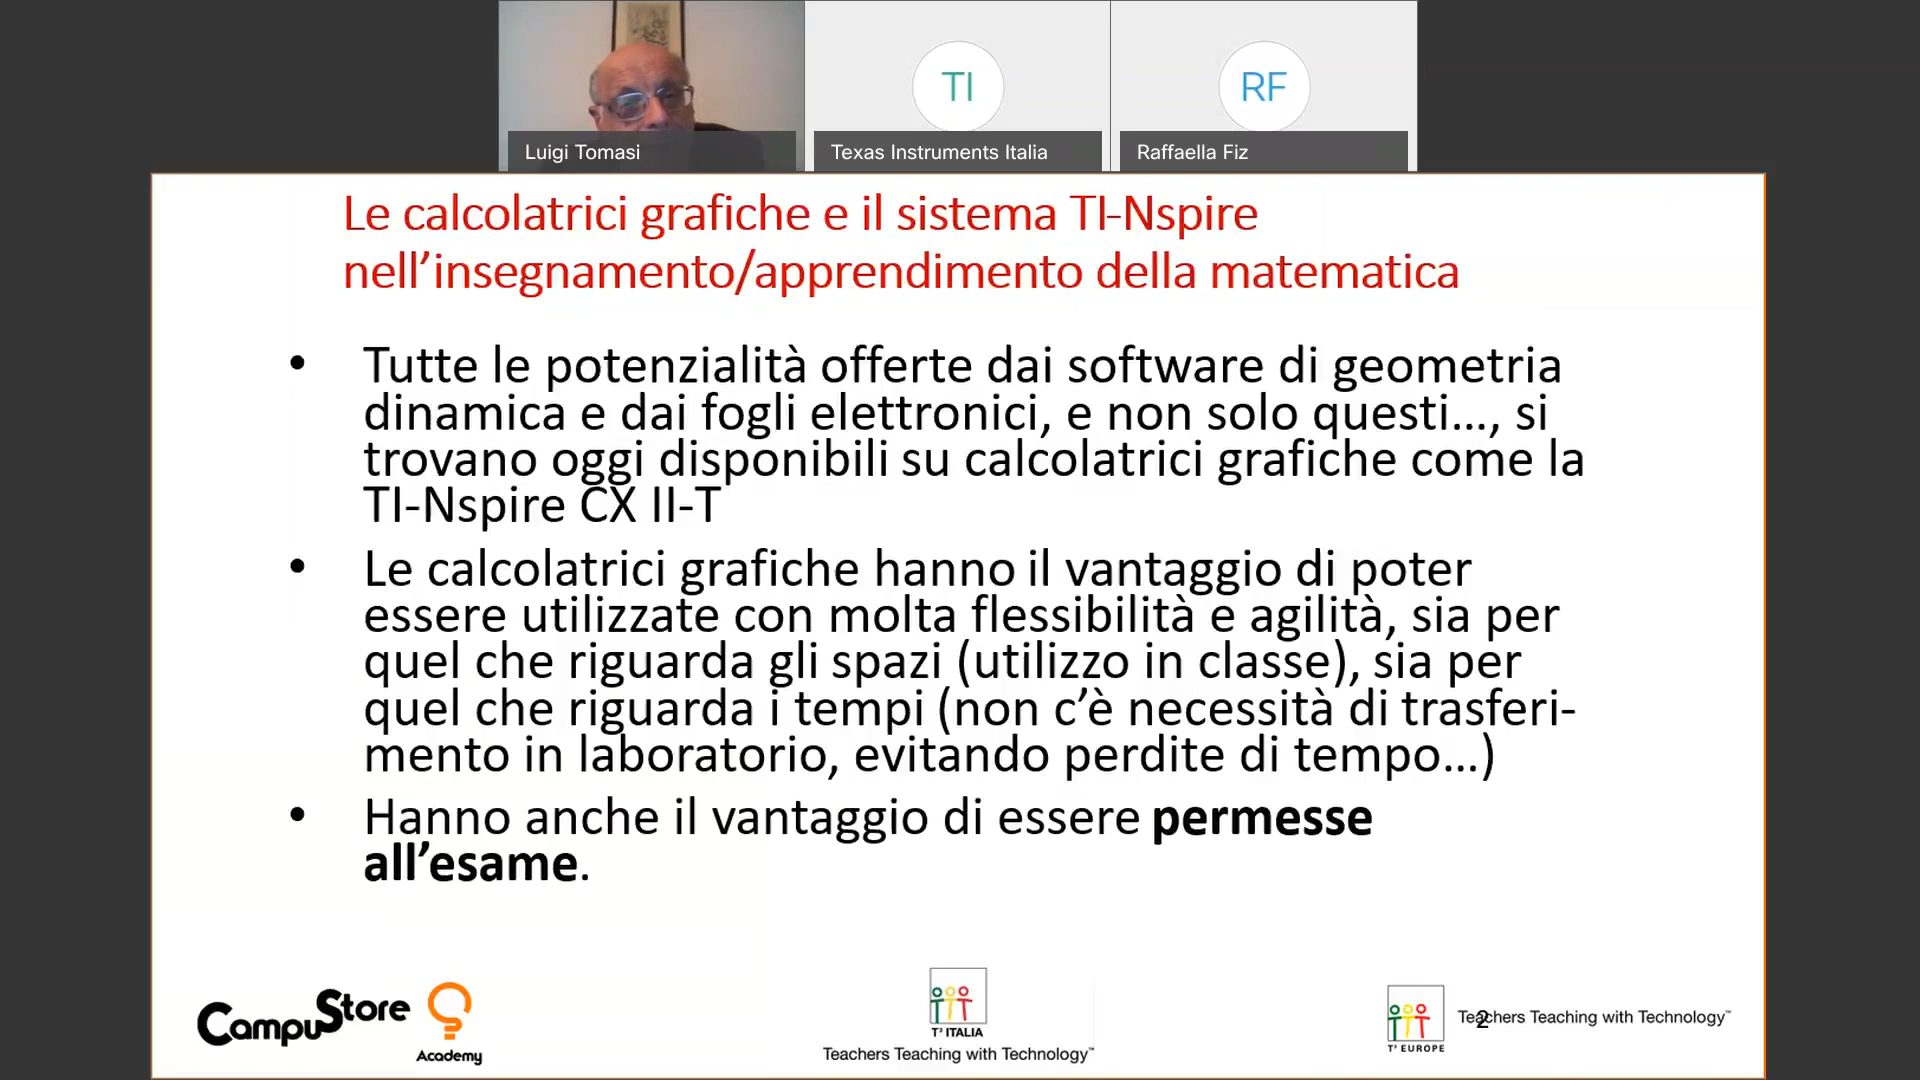 TI
RF
Luigi Tomasi
Texas Instruments Italia
Raffaella Fiz
Le calcolatrici grafiche e il sistema TI-Nspire
nell’insegnamento/apprendimento della matematica
• Tutte le potenzialità offerte dai software di geometria
dinamica e dai fogli elettronici, e non solo questi…, si
trovano oggi disponibili su calcolatrici grafiche come la
TI-Nspire CX II-T
• Le calcolatrici grafiche hanno il vantaggio di poter
essere utilizzate con molta flessibilità e agilità, sia per
quel che riguarda gli spazi (utilizzo in classe), sia per
quel che riguarda i tempi (non c’è necessità di trasferi-
mento in laboratorio, evitando perdite di tempo…)
• Hanno anche il vantaggio di essere permesse
all’esame.
CampuStore
Academy
T³ ITALIA
Teachers Teaching with Technology™
T³ EUROPE
Teachers Teaching with Technology™
2